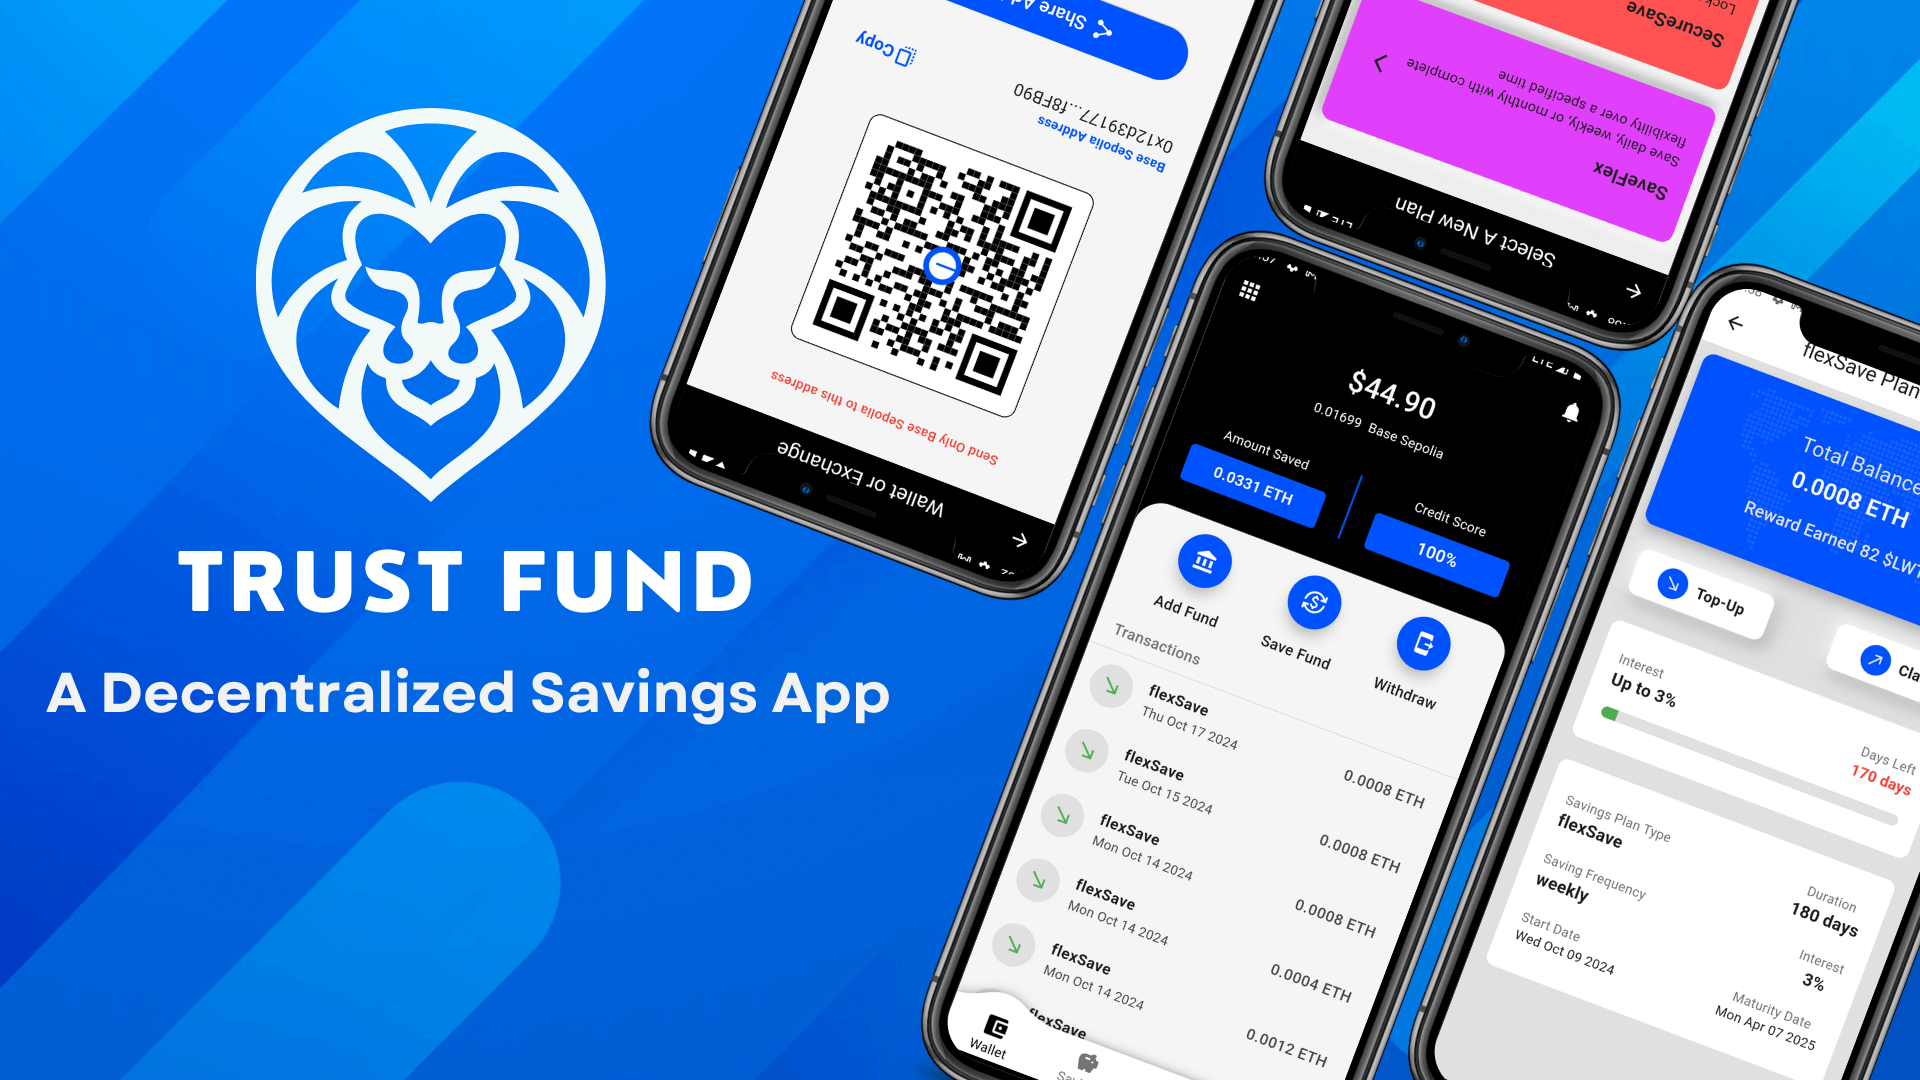 TRUST FUND
A Decentralized Savings App
Share
Copy
0x12d39177...f8FB90
Base Sepolia Address
Send Only Base Sepolia to this address
Wallet or Exchange
SecureSave
SaveFlex
Save daily, weekly, or monthly with complete
flexibility over a specified time
Select A New Plan
LTE
$44.90
0.01699 Base Sepolia
Amount Saved
0.0331 ETH
Credit Score
100%
Add Fund
Save Fund
Withdraw
Transactions
flexSave
Thu Oct 17 2024
0.0008 ETH
flexSave
Tue Oct 15 2024
0.0008 ETH
flexSave
Mon Oct 14 2024
0.0008 ETH
flexSave
Mon Oct 14 2024
0.0004 ETH
flexSave
Mon Oct 14 2024
0.0012 ETH
flexSave
Wallet
flexSave Plan
Total Balance
0.0008 ETH
Reward Earned 82 $LWT
Top-Up
Interest
Up to 3%
Days Left
170 days
Savings Plan Type
flexSave
Saving Frequency
weekly
Duration
180 days
Start Date
Wed Oct 09 2024
Interest
3%
Maturity Date
Mon Apr 07 2025